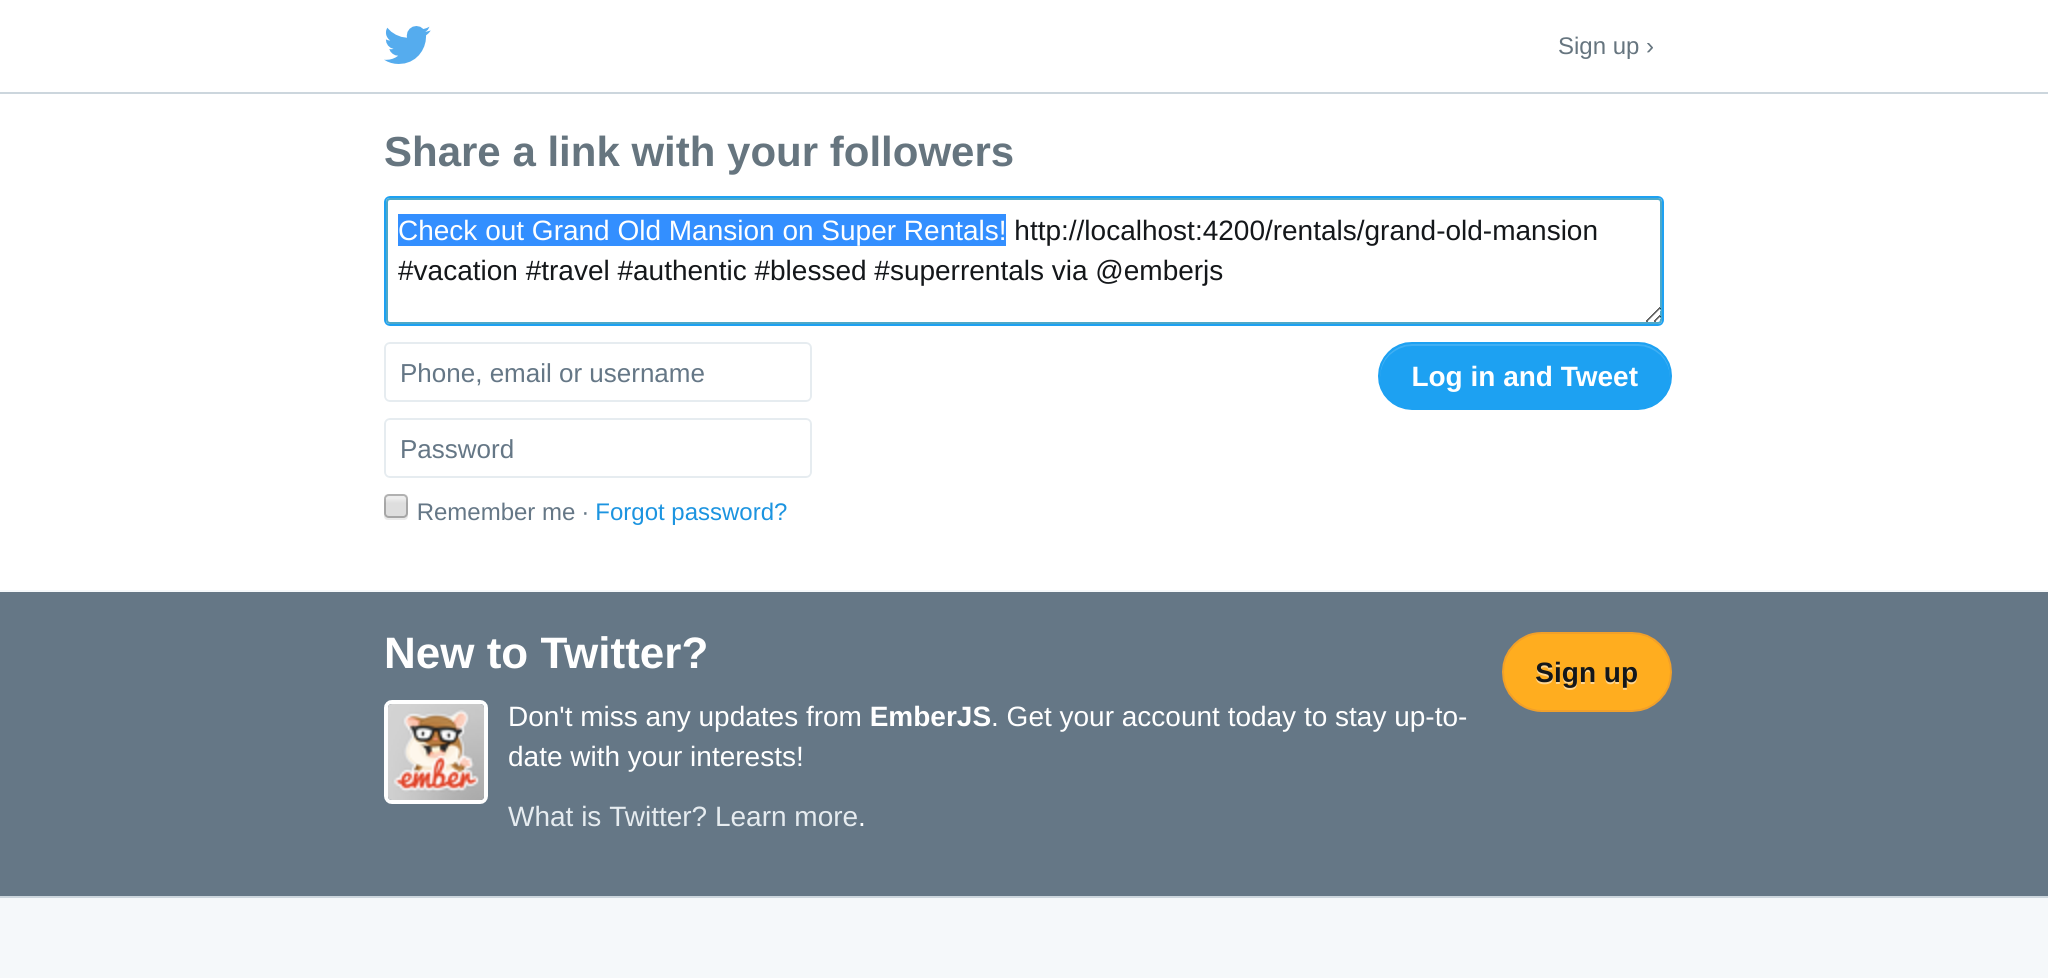 Sign up ›
Share a link with your followers
Check out Grand Old Mansion on Super Rentals! http://localhost:4200/rentals/grand-old-mansion
#vacation #travel #authentic #blessed #superrentals via @emberjs
Phone, email or username
Log in and Tweet
Password
Remember me · Forgot password?
New to Twitter?
Sign up
Don't miss any updates from EmberJS. Get your account today to stay up-to-
date with your interests!
ember
What is Twitter? Learn more.